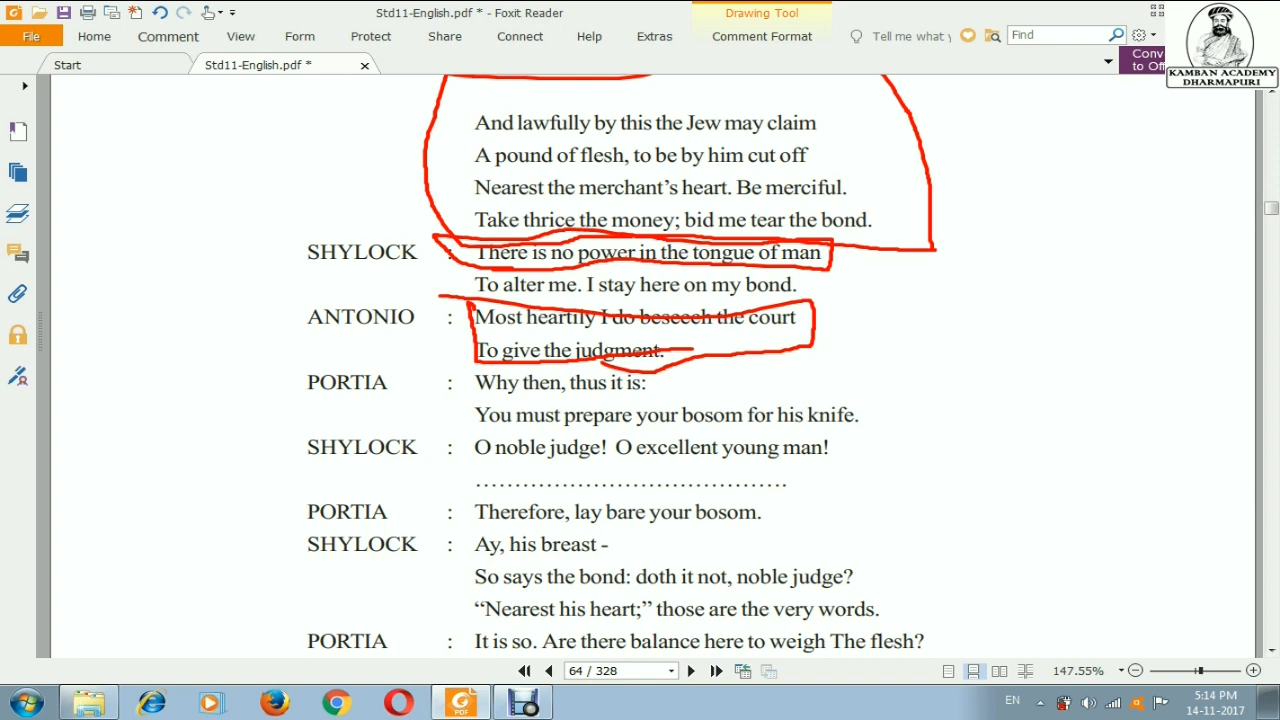 Std11-English.pdf * - Foxit Reader
Drawing Tool
File Home Comment View Form Protect Share Connect Help Extras Comment Format Tell me what y Find
Start Std11-English.pdf * x
Conv
to Off
KAMBAN ACADEMY
DHARMAPURI
And lawfully by this the Jew may claim
A pound of flesh, to be by him cut off
Nearest the merchant's heart. Be merciful.
Take thrice the money; bid me tear the bond.
SHYLOCK : There is no power in the tongue of man
To alter me. I stay here on my bond.
ANTONIO : Most heartily I do beseech the court
To give the judgment.
PORTIA : Why then, thus it is:
You must prepare your bosom for his knife.
SHYLOCK : O noble judge! O excellent young man!
…………………………………….
PORTIA : Therefore, lay bare your bosom.
SHYLOCK : Ay, his breast -
So says the bond: doth it not, noble judge?
“Nearest his heart;” those are the very words.
PORTIA : It is so. Are there balance here to weigh The flesh?
64 / 328 147.55%
EN 5:14 PM
14-11-2017